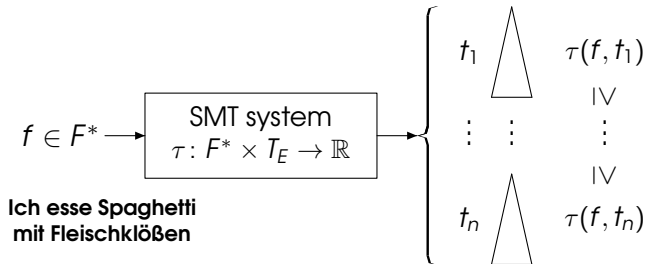 t₁ τ(f, t₁)
≥
f ∈ F* SMT system
τ: F* × T_E → ℝ
⋮ ⋮ ⋮
≥
Ich esse Spaghetti
mit Fleischklößen
tₙ τ(f, tₙ)